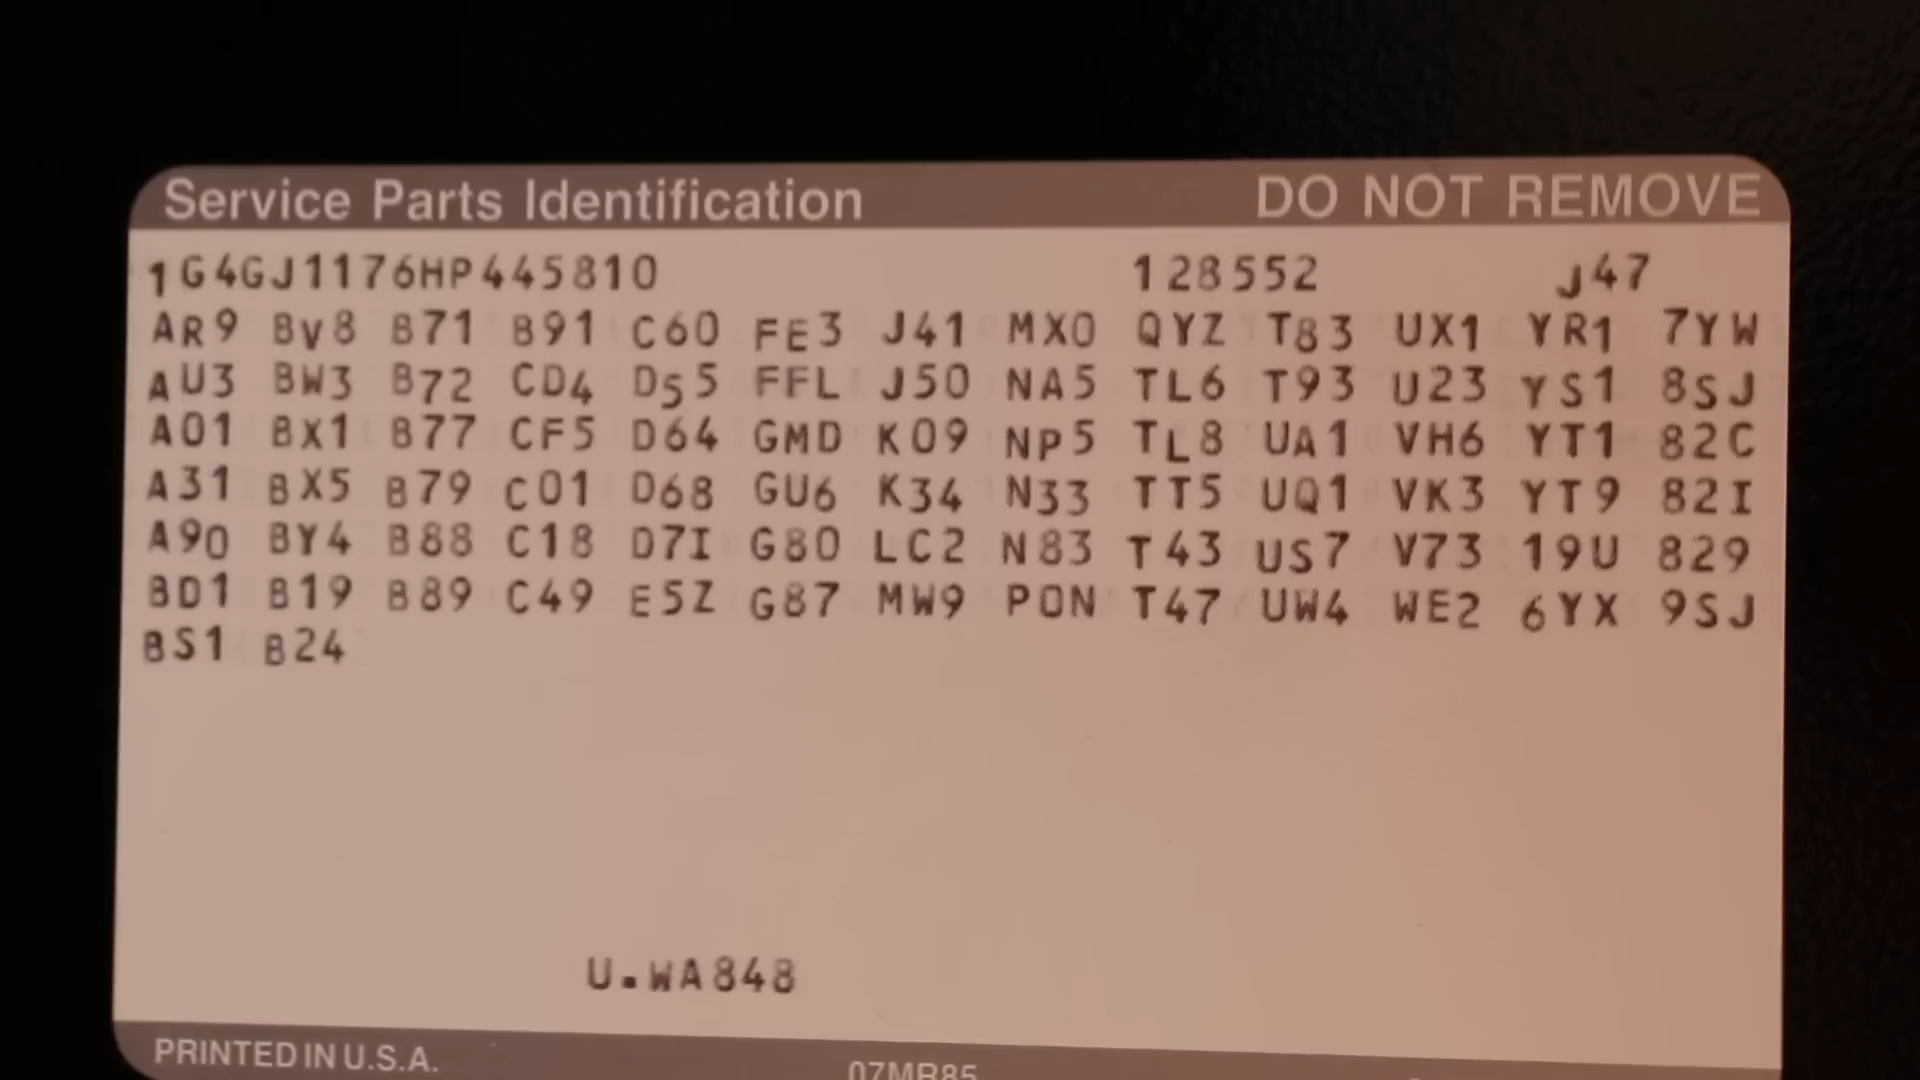 Service Parts Identification DO NOT REMOVE
1G4GJ1176HP445810 128552 J47
AR9 BV8 B71 B91 C60 FE3 J41 MX0 QYZ T83 UX1 YR1 7YW
AU3 BW3 B72 CD4 D55 FFL J50 NA5 TL6 T93 U23 YS1 8SJ
A01 BX1 B77 CF5 D64 GMD K09 NP5 TL8 UA1 VH6 YT1 82C
A31 BX5 B79 C01 D68 GU6 K34 N33 TT5 UQ1 VK3 YT9 82I
A90 BY4 B88 C18 D7I G80 LC2 N83 T43 US7 V73 19U 829
BD1 B19 B89 C49 E5Z G87 MW9 PON T47 UW4 WE2 6YX 9SJ
BS1 B24
U.WA848
PRINTED IN U.S.A. 07MR85